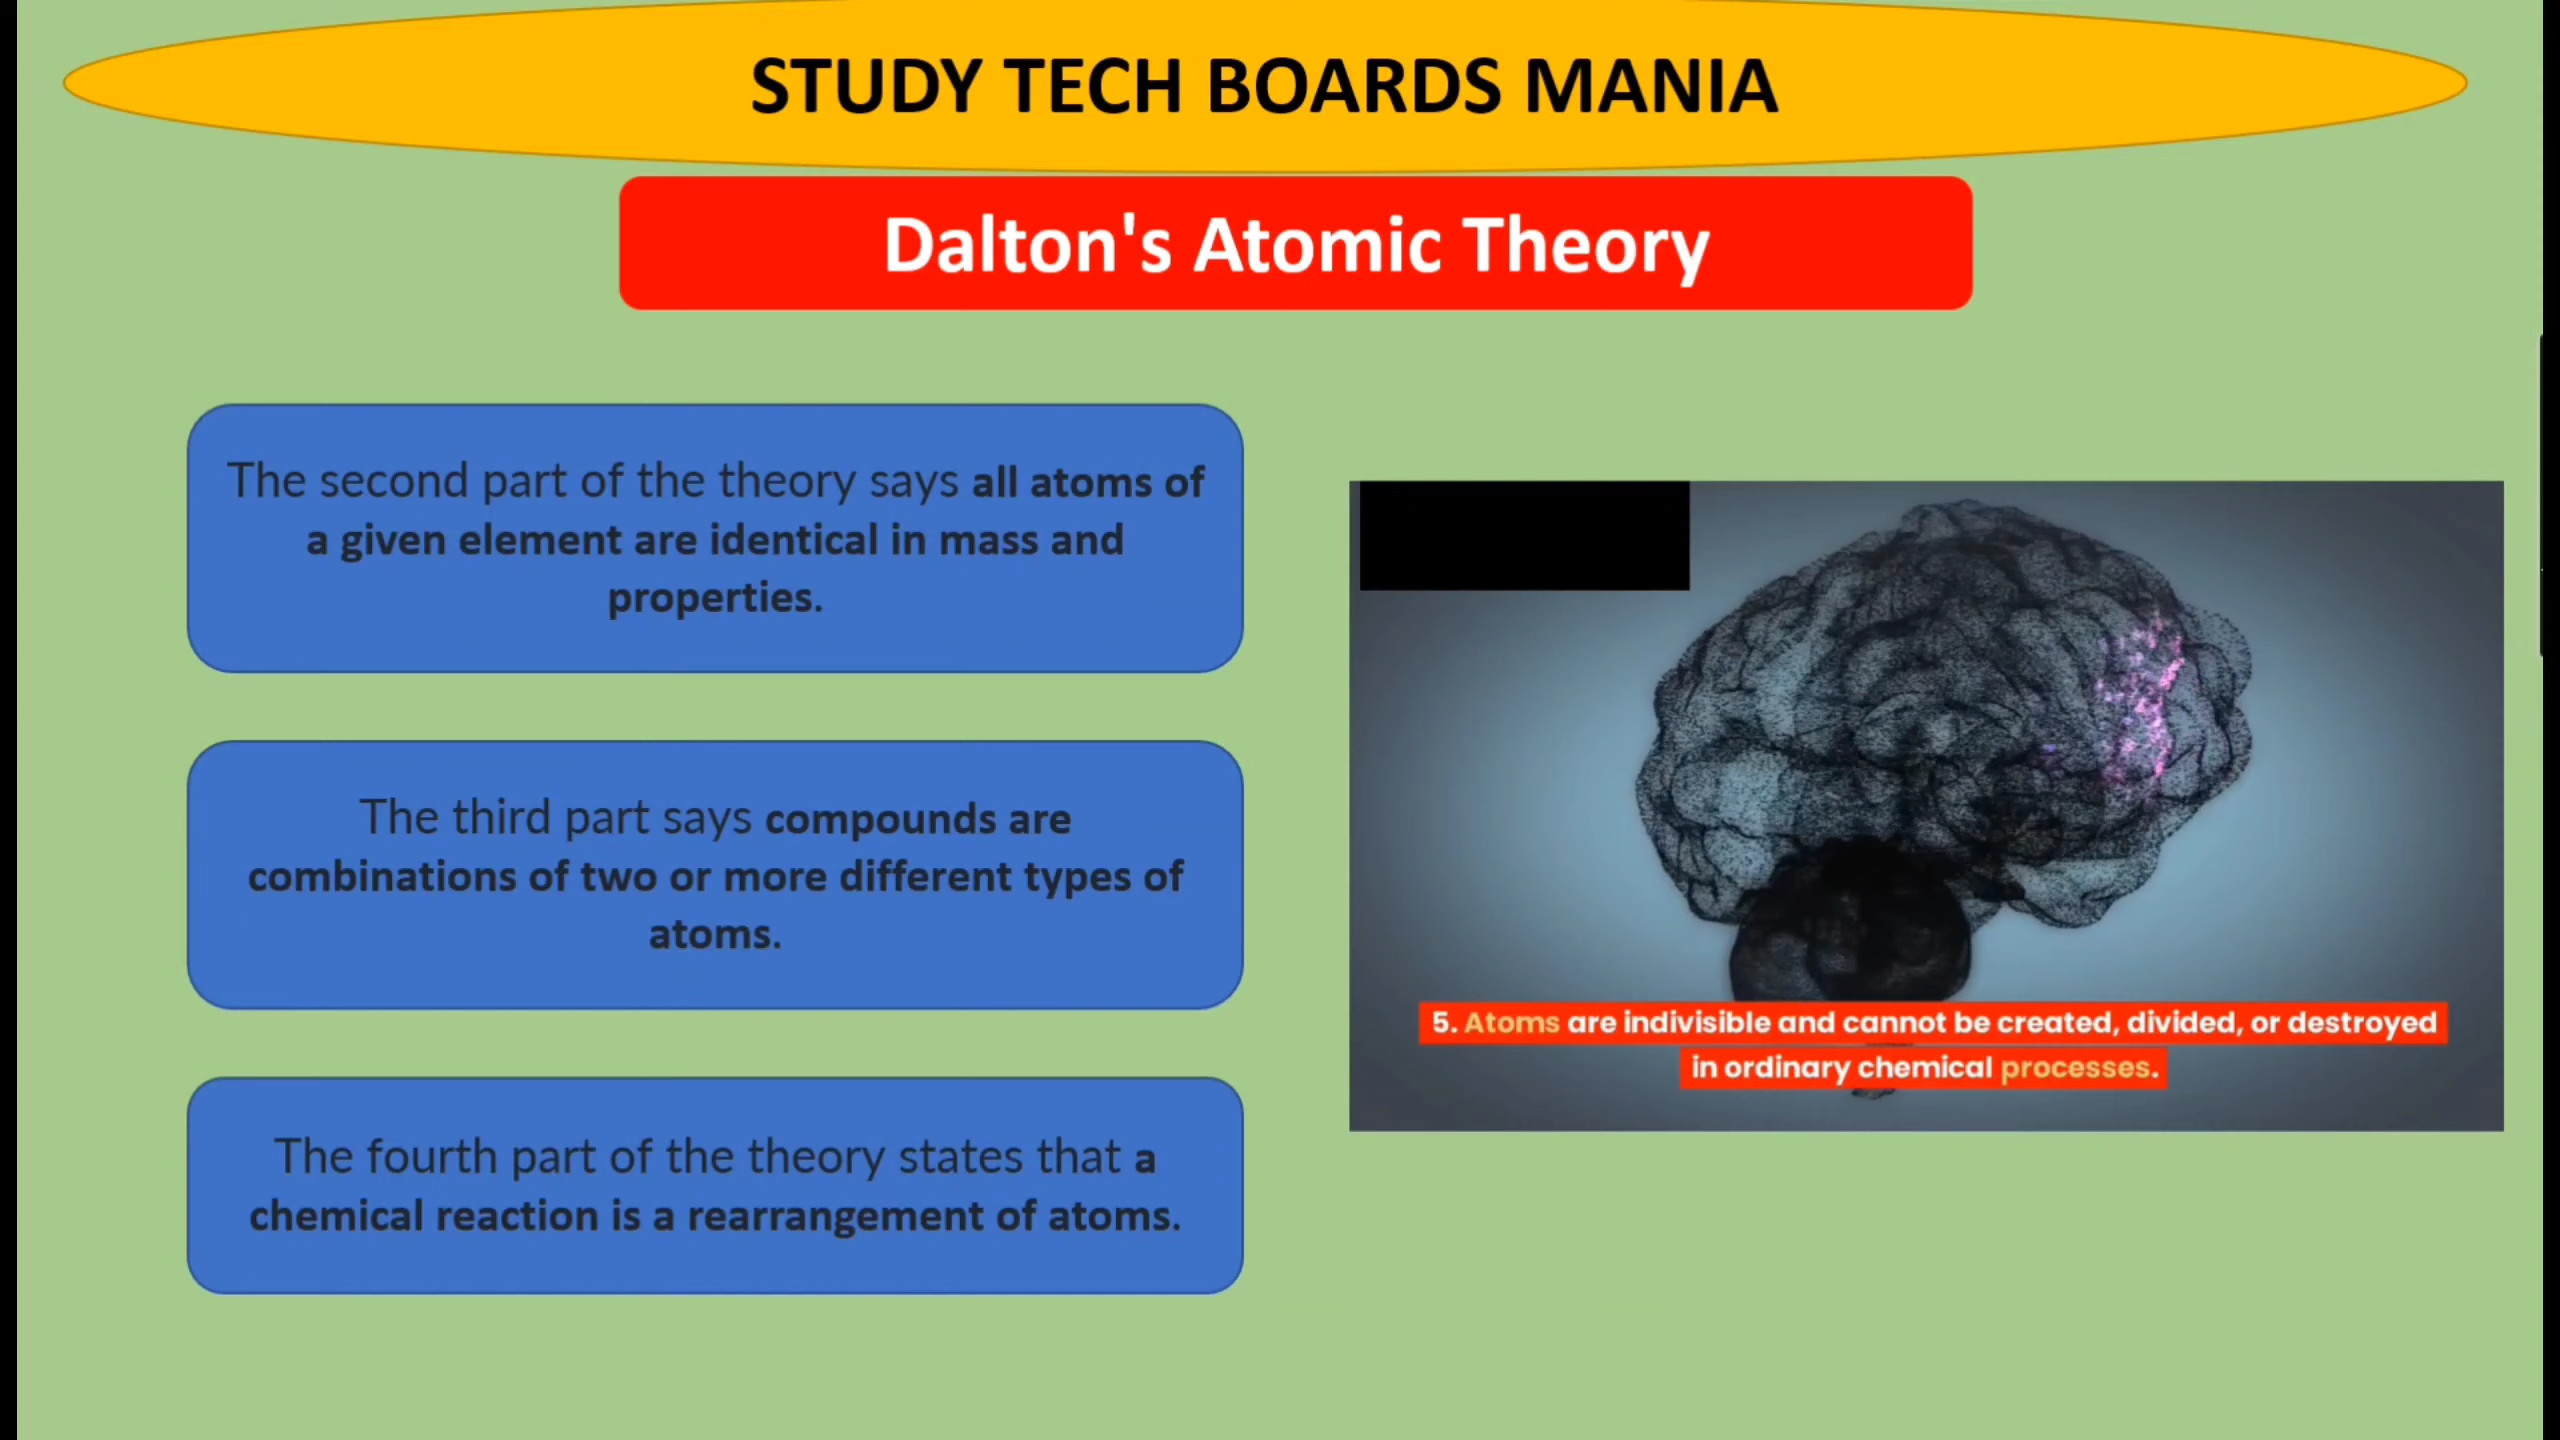 STUDY TECH BOARDS MANIA
Dalton's Atomic Theory
The second part of the theory says all atoms of
a given element are identical in mass and
properties.
The third part says compounds are
combinations of two or more different types of
atoms.
The fourth part of the theory states that a
chemical reaction is a rearrangement of atoms.
5. Atoms are indivisible and cannot be created, divided, or destroyed
in ordinary chemical processes.